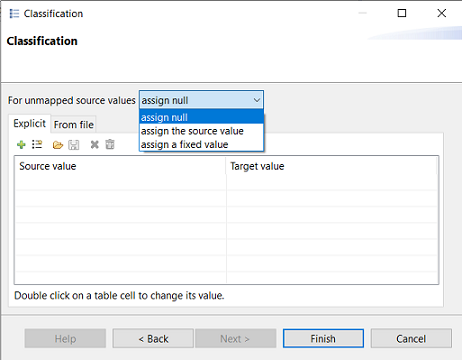 Classification
Classification
For unmapped source values assign null
assign null
assign the source value
assign a fixed value
Explicit From file
Source value Target value
Double click on a table cell to change its value.
Help < Back Next > Finish Cancel